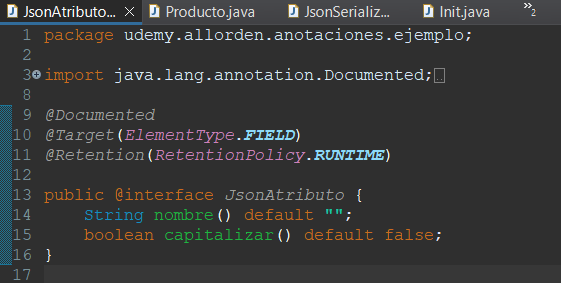 JsonAtributo... Producto.java JsonSerializ... Init.java »2
1 package udemy.allorden.anotaciones.ejemplo;
2
3 import java.lang.annotation.Documented;
8
9 @Documented
10 @Target(ElementType.FIELD)
11 @Retention(RetentionPolicy.RUNTIME)
12
13 public @interface JsonAtributo {
14 String nombre() default "";
15 boolean capitalizar() default false;
16 }
17